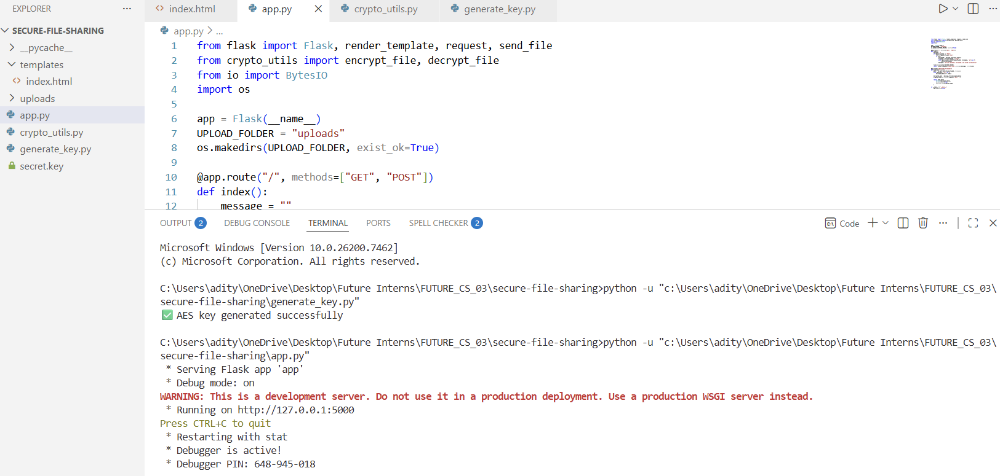 EXPLORER
SECURE-FILE-SHARING
__pycache__
templates
index.html
uploads
app.py
crypto_utils.py
generate_key.py
secret.key
index.html
app.py
crypto_utils.py
generate_key.py
app.py > ...
1 from flask import Flask, render_template, request, send_file
2 from crypto_utils import encrypt_file, decrypt_file
3 from io import BytesIO
4 import os
5
6 app = Flask(__name__)
7 UPLOAD_FOLDER = "uploads"
8 os.makedirs(UPLOAD_FOLDER, exist_ok=True)
9
10 @app.route("/", methods=["GET", "POST"])
11 def index():
12 message = ""
OUTPUT 2 DEBUG CONSOLE TERMINAL PORTS SPELL CHECKER 2
Code
Microsoft Windows [Version 10.0.26200.7462]
(c) Microsoft Corporation. All rights reserved.
C:\Users\adity\OneDrive\Desktop\Future Interns\FUTURE_CS_03\secure-file-sharing>python -u "c:\Users\adity\OneDrive\Desktop\Future Interns\FUTURE_CS_03\
secure-file-sharing\generate_key.py"
✅ AES key generated successfully
C:\Users\adity\OneDrive\Desktop\Future Interns\FUTURE_CS_03\secure-file-sharing>python -u "c:\Users\adity\OneDrive\Desktop\Future Interns\FUTURE_CS_03\
secure-file-sharing\app.py"
* Serving Flask app 'app'
* Debug mode: on
WARNING: This is a development server. Do not use it in a production deployment. Use a production WSGI server instead.
* Running on http://127.0.0.1:5000
Press CTRL+C to quit
* Restarting with stat
* Debugger is active!
* Debugger PIN: 648-945-018